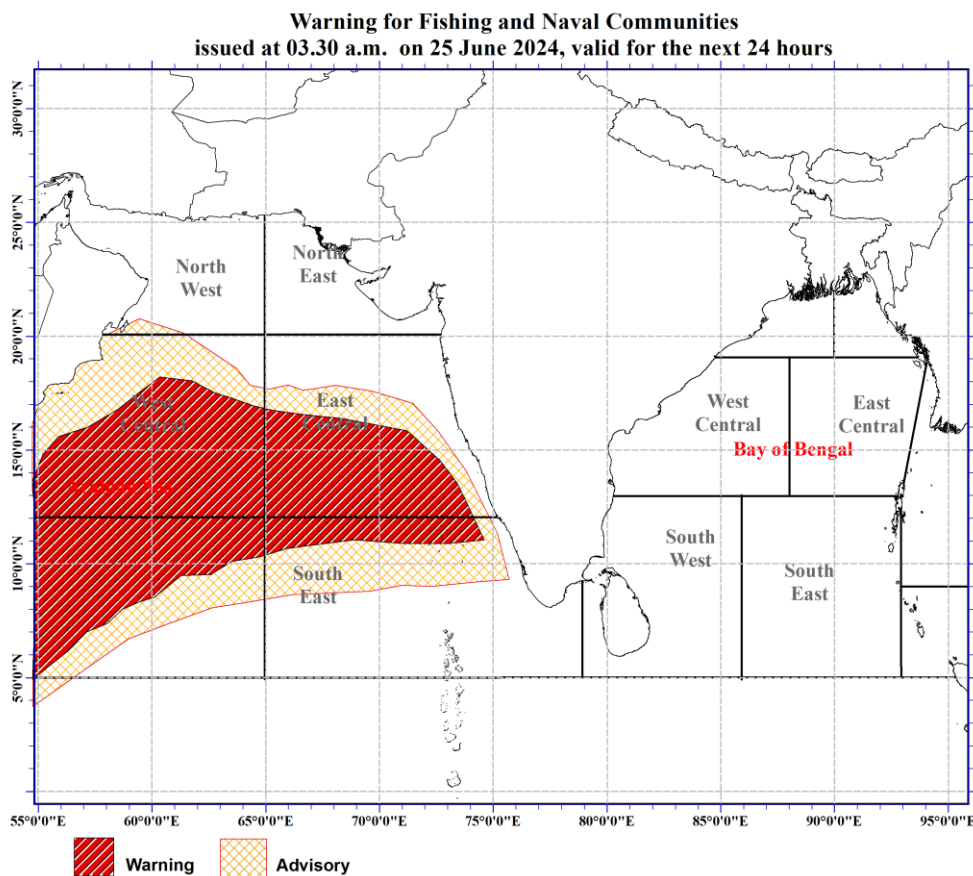 Warning for Fishing and Naval Communities
issued at 03.30 a.m. on 25 June 2024, valid for the next 24 hours
30°0'0"N
25°0'0"N
20°0'0"N
15°0'0"N
10°0'0"N
5°0'0"N
North
West
North
East
West
Central
East
Central
South
East
West
Central
East
Central
Bay of Bengal
South
West
South
East
55°0'0"E
60°0'0"E
65°0'0"E
70°0'0"E
75°0'0"E
80°0'0"E
85°0'0"E
90°0'0"E
95°0'0"E
Warning
Advisory